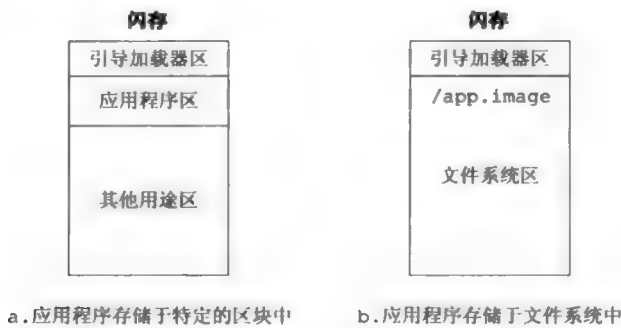 闪存
引导加载器区
应用程序区
其他用途区
a.应用程序存储于特定的区块中
闪存
引导加载器区
/app.image
文件系统区
b.应用程序存储于文件系统中